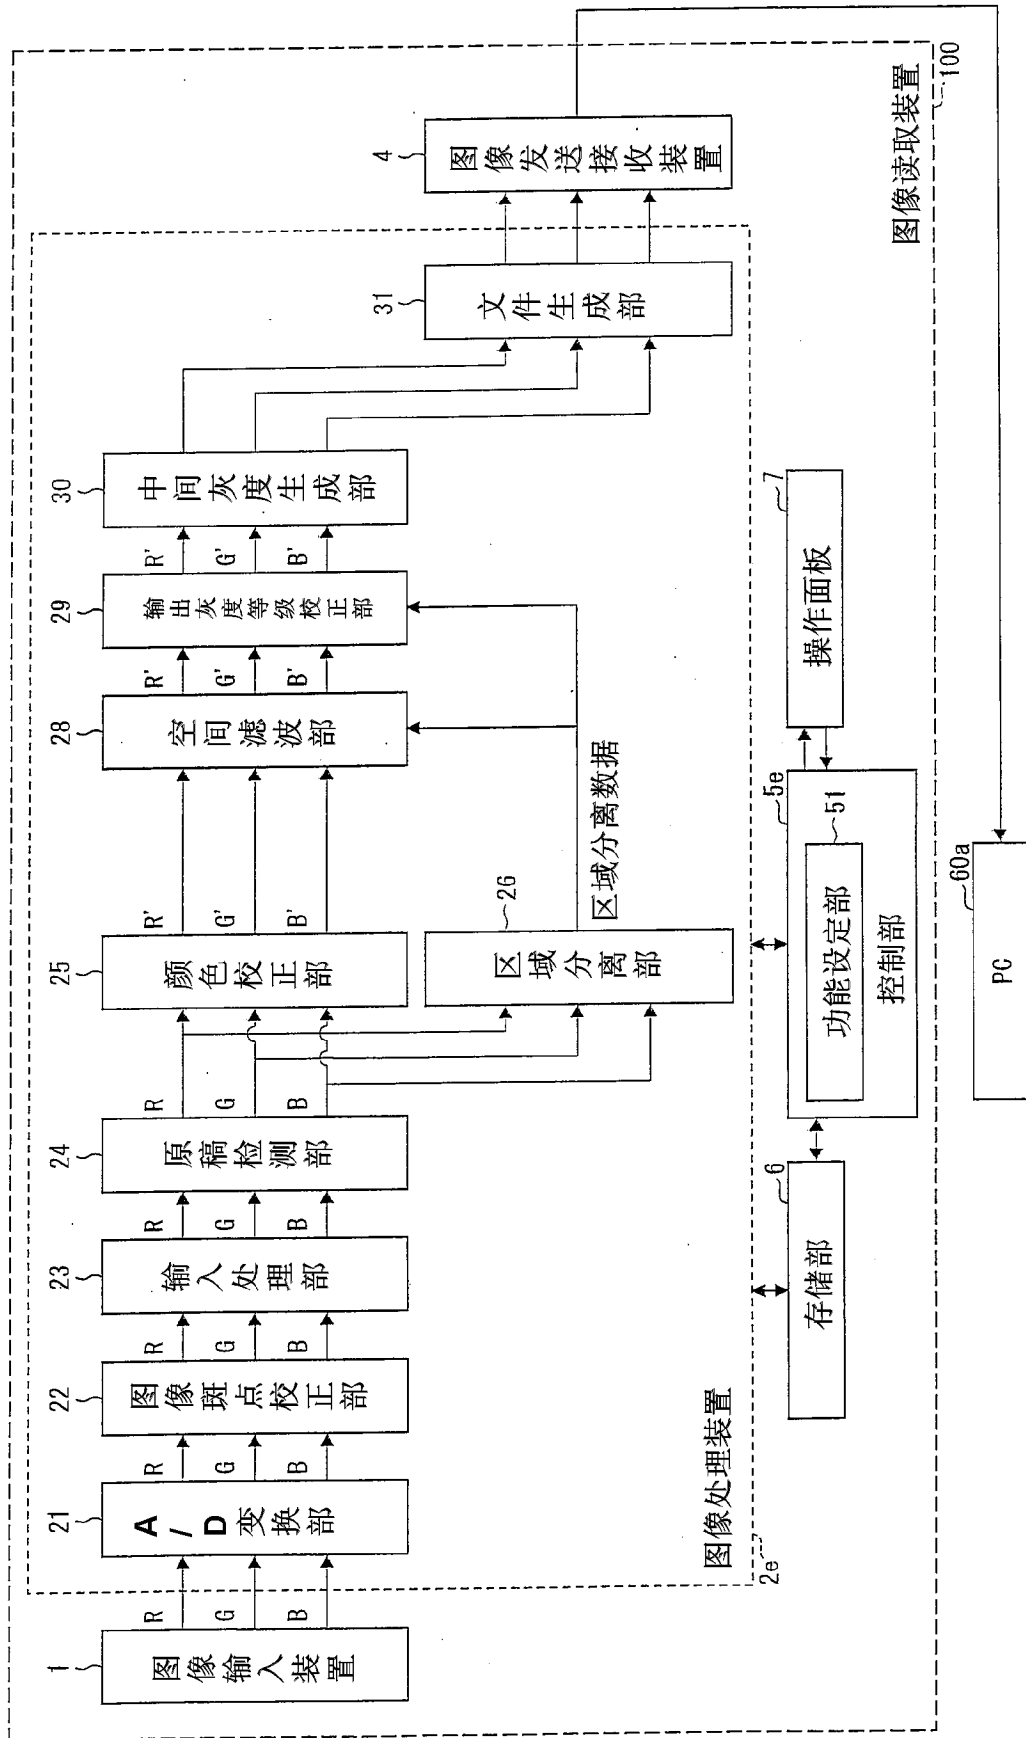 1
图像输入装置
R
G
B
21
A/D变换部
R
G
B
22
图像斑点校正部
R
G
B
23
输入处理部
R
G
B
24
原稿检测部
R
G
B
25
颜色校正部
R'
G'
B'
26
区域分离部
区域分离数据
28
空间滤波部
R'
G'
B'
29
输出灰度等级校正部
R'
G'
B'
30
中间灰度生成部
31
文件生成部
4
图像发送接收装置
图像处理装置
2e
6
存储部
5e
51
功能设定部
控制部
7
操作面板
图像读取装置
100
60a
PC